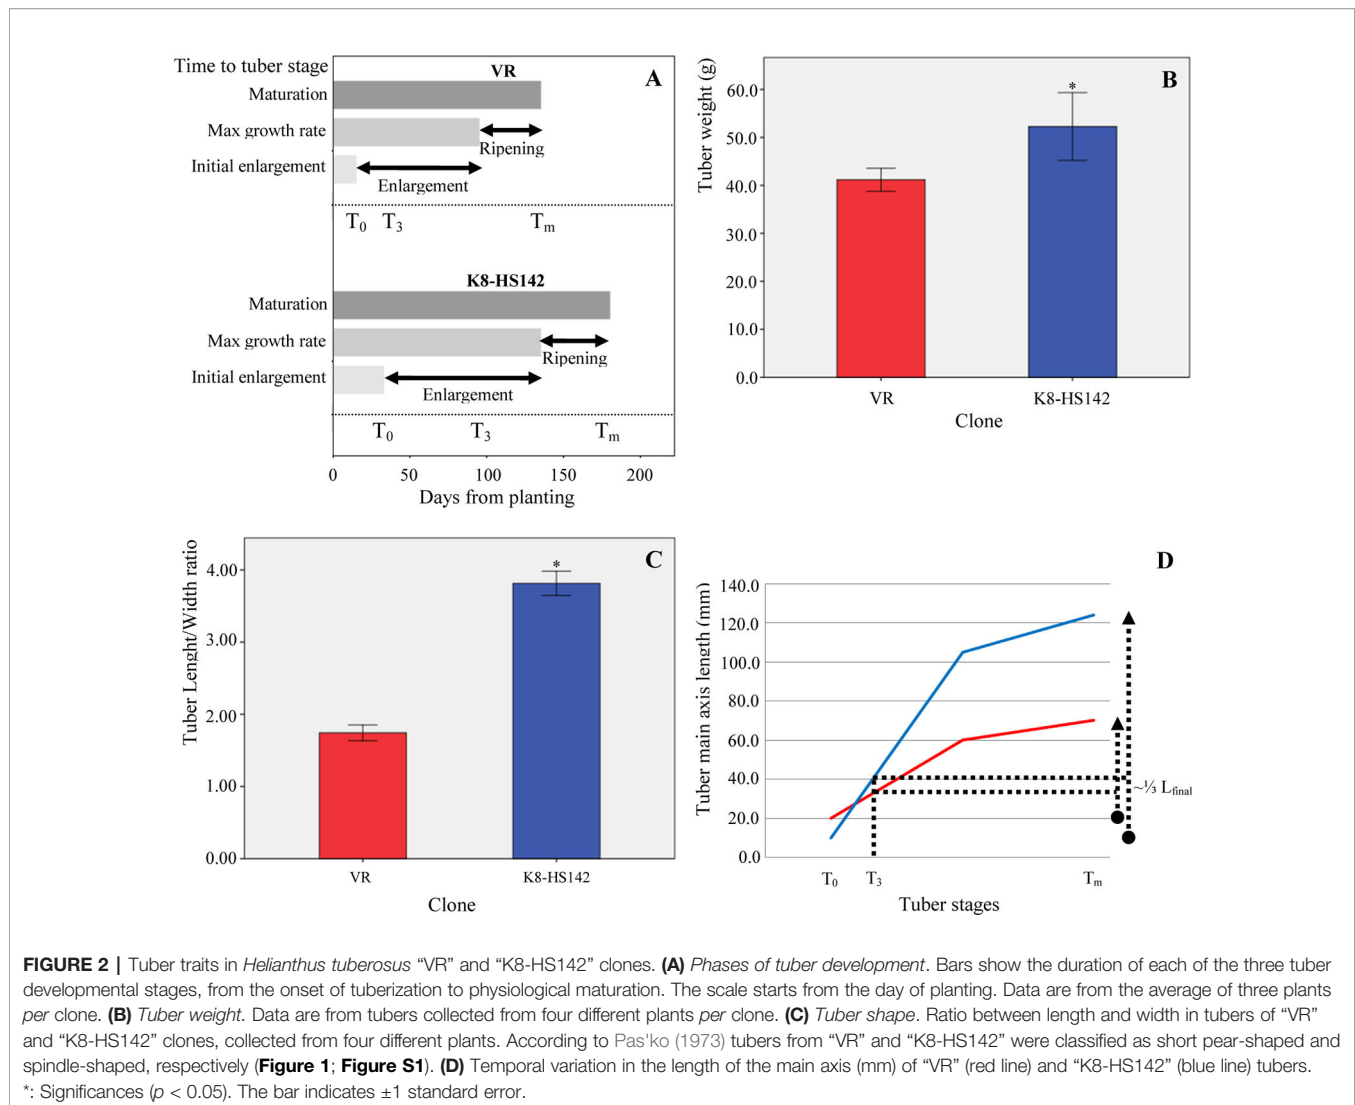 Time to tuber stage
VR
A
Maturation
Max growth rate
Ripening
Initial enlargement
Enlargement
T0 T3 Tm
K8-HS142
Maturation
Max growth rate
Ripening
Initial enlargement
Enlargement
T0 T3 Tm
0 50 100 150 200
Days from planting
B
Tuber weight (g)
60.0
50.0
40.0
30.0
20.0
10.0
0.0
*
VR K8-HS142
Clone
C
Tuber Lenght/Width ratio
4.00
3.00
2.00
1.00
0.00
*
VR K8-HS142
Clone
D
Tuber main axis length (mm)
140.0
120.0
100.0
80.0
60.0
40.0
20.0
0.0
~⅓ Lfinal
T0 T3 Tm
Tuber stages
FIGURE 2 | Tuber traits in Helianthus tuberosus “VR” and “K8-HS142” clones. (A) Phases of tuber development. Bars show the duration of each of the three tuber
developmental stages, from the onset of tuberization to physiological maturation. The scale starts from the day of planting. Data are from the average of three plants
per clone. (B) Tuber weight. Data are from tubers collected from four different plants per clone. (C) Tuber shape. Ratio between length and width in tubers of “VR”
and “K8-HS142” clones, collected from four different plants. According to Pas'ko (1973) tubers from “VR” and “K8-HS142” were classified as short pear-shaped and
spindle-shaped, respectively (Figure 1; Figure S1). (D) Temporal variation in the length of the main axis (mm) of “VR” (red line) and “K8-HS142” (blue line) tubers.
*: Significances (p < 0.05). The bar indicates ±1 standard error.